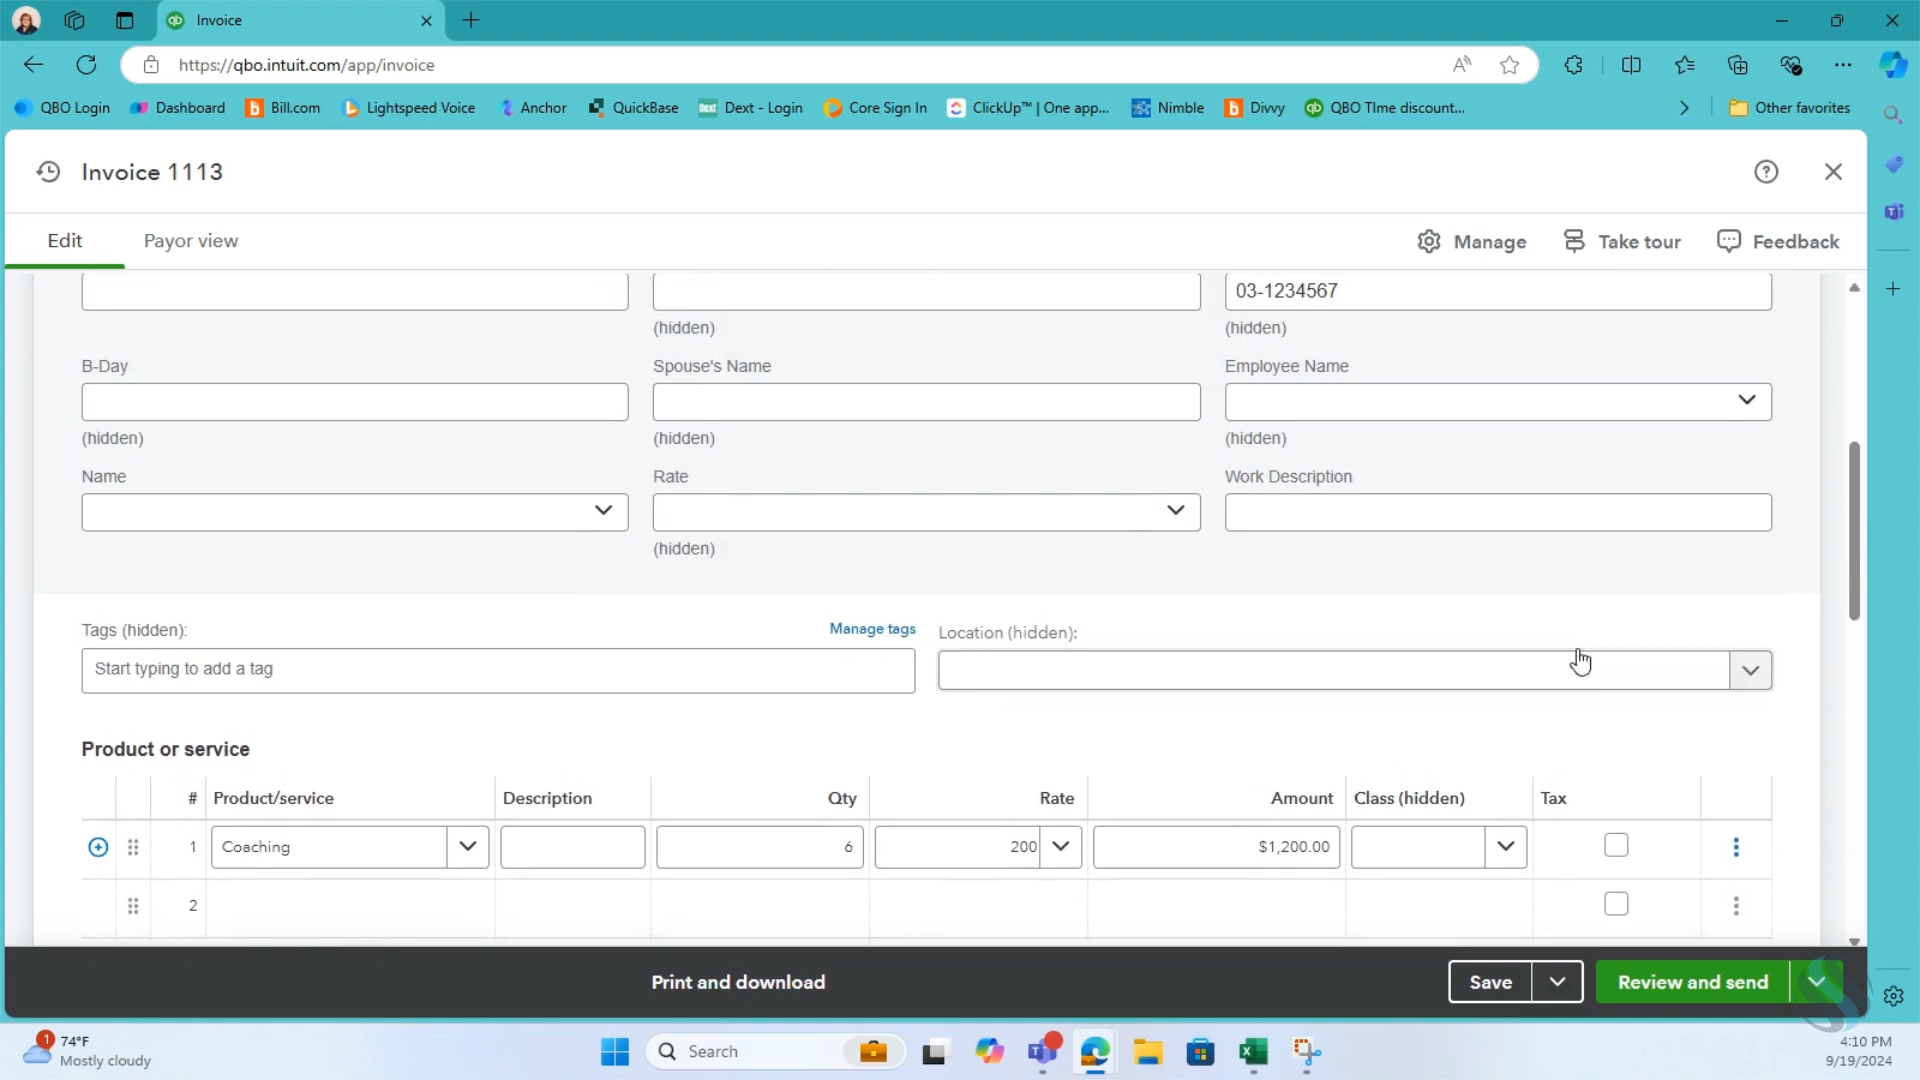 Invoice
https://qbo.intuit.com/app/invoice
QBO Login
Dashboard
Bill.com
Lightspeed Voice
Anchor
QuickBase
Dext - Login
Core Sign In
ClickUp™ | One app...
Nimble
Divvy
QBO TIme discount...
Other favorites
Invoice 1113
Edit
Payor view
Manage
Take tour
Feedback
03-1234567
(hidden)
(hidden)
B-Day
Spouse's Name
Employee Name
(hidden)
(hidden)
(hidden)
Name
Rate
Work Description
(hidden)
Tags (hidden):
Manage tags
Location (hidden):
Start typing to add a tag
Product or service
# Product/service Description Qty Rate Amount Class (hidden) Tax
1 Coaching 6 200 $1,200.00
2
Print and download
Save
Review and send
1
74°F
Mostly cloudy
Search
4:10 PM
9/19/2024